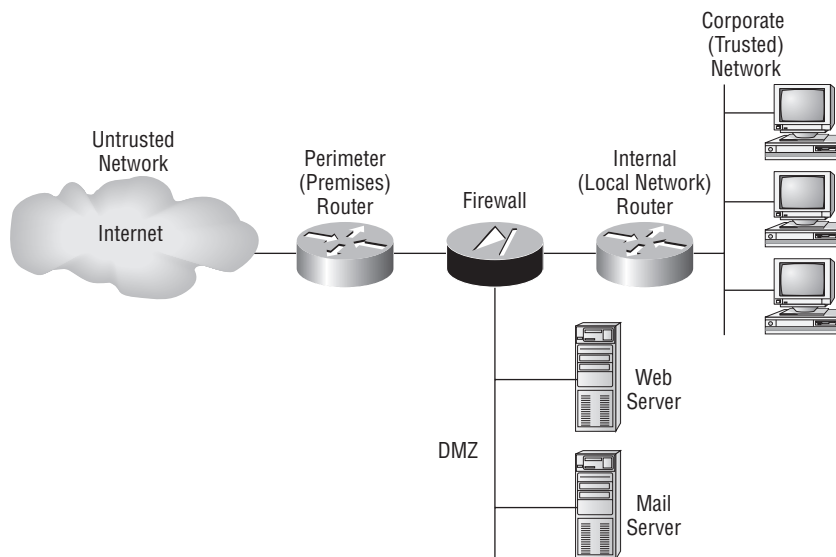 Corporate
(Trusted)
Network
Untrusted
Network
Internet
Perimeter
(Premises)
Router
Firewall
Internal
(Local Network)
Router
Web
Server
DMZ
Mail
Server